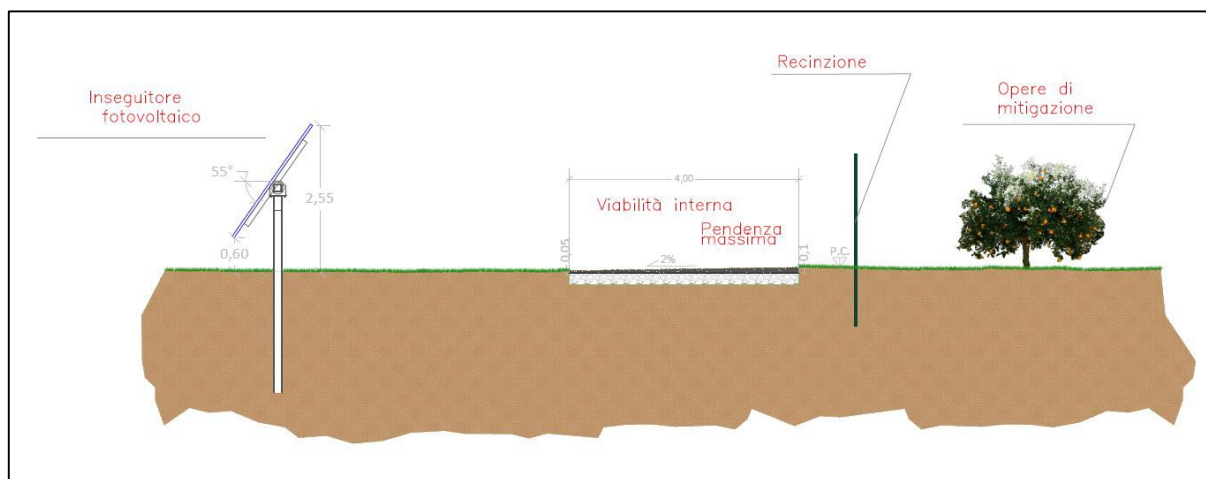 Recinzione
Opere di
mitigazione
Inseguitore
fotovoltaico
55°
2,55
0,60
4,00
Viabilità interna
Pendenza
massima
0,05
2%
0,1
P.C.